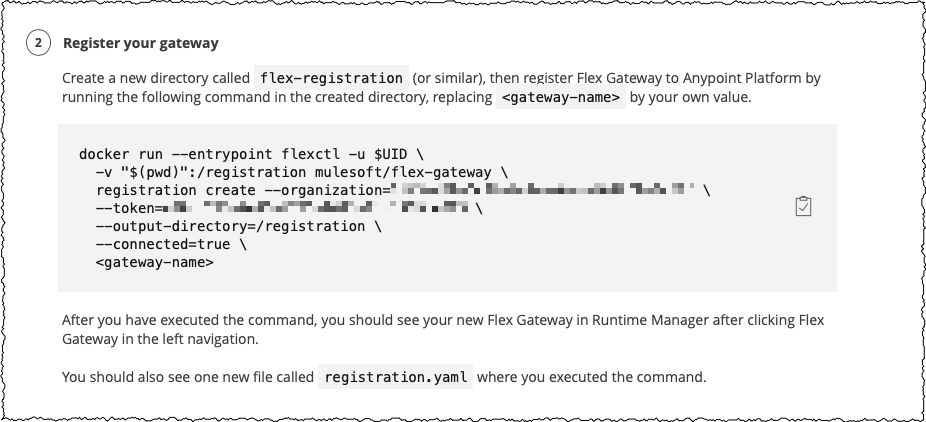 2 Register your gateway
Create a new directory called flex-registration (or similar), then register Flex Gateway to Anypoint Platform by
running the following command in the created directory, replacing <gateway-name> by your own value.
docker run --entrypoint flexctl -u $UID \
-v "$(pwd)":/registration mulesoft/flex-gateway \
registration create --organization= \
--token= \
--output-directory=/registration \
--connected=true \
<gateway-name>
After you have executed the command, you should see your new Flex Gateway in Runtime Manager after clicking Flex
Gateway in the left navigation.
You should also see one new file called registration.yaml where you executed the command.